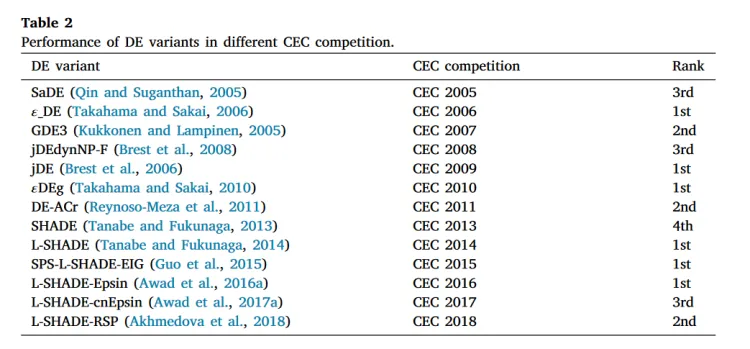 Table 2
Performance of DE variants in different CEC competition.
DE variant CEC competition Rank
SaDE (Qin and Suganthan, 2005) CEC 2005 3rd
ε_DE (Takahama and Sakai, 2006) CEC 2006 1st
GDE3 (Kukkonen and Lampinen, 2005) CEC 2007 2nd
jDEdynNP-F (Brest et al., 2008) CEC 2008 3rd
jDE (Brest et al., 2006) CEC 2009 1st
εDEg (Takahama and Sakai, 2010) CEC 2010 1st
DE-ACr (Reynoso-Meza et al., 2011) CEC 2011 2nd
SHADE (Tanabe and Fukunaga, 2013) CEC 2013 4th
L-SHADE (Tanabe and Fukunaga, 2014) CEC 2014 1st
SPS-L-SHADE-EIG (Guo et al., 2015) CEC 2015 1st
L-SHADE-Epsin (Awad et al., 2016a) CEC 2016 1st
L-SHADE-cnEpsin (Awad et al., 2017a) CEC 2017 3rd
L-SHADE-RSP (Akhmedova et al., 2018) CEC 2018 2nd